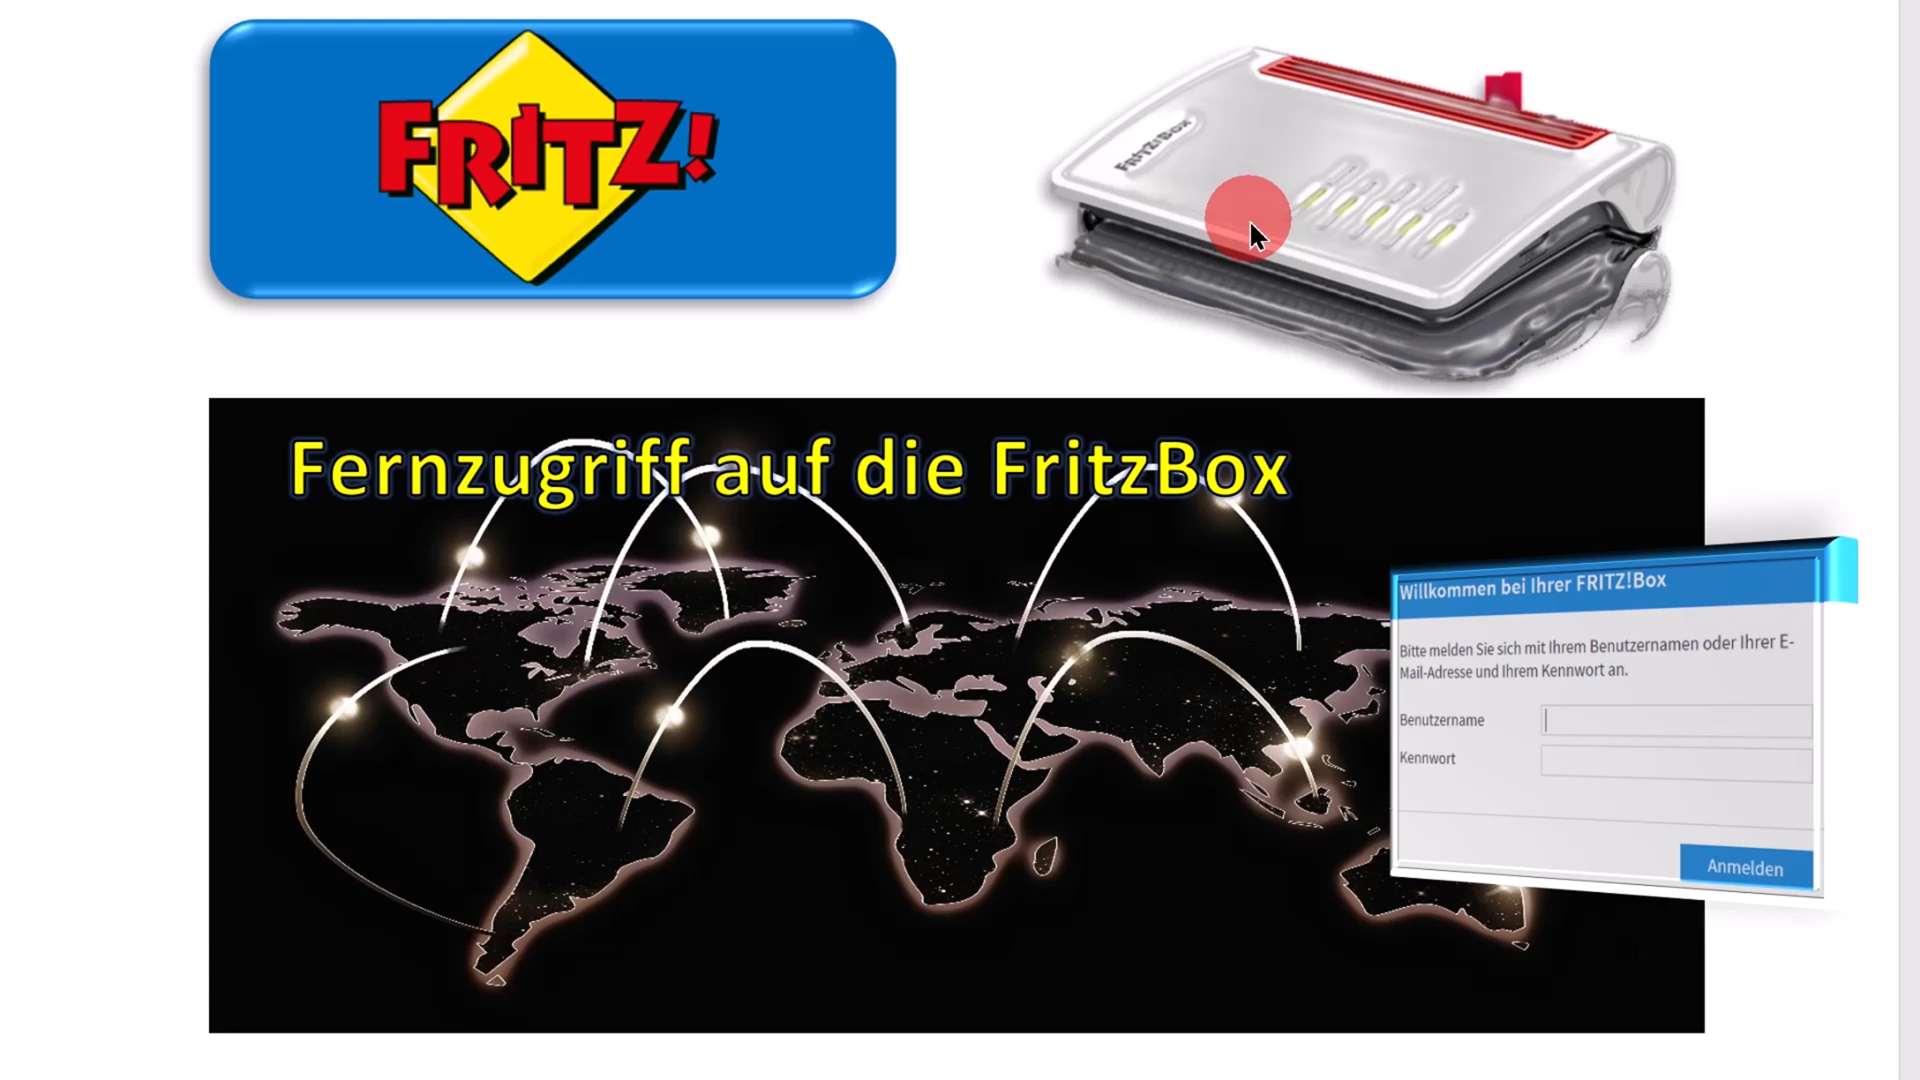 FRITZ!
FRITZ!Box
Fernzugriff auf die FritzBox
Willkommen bei Ihrer FRITZ!Box
Bitte melden Sie sich mit Ihrem Benutzernamen oder Ihrer E-
Mail-Adresse und Ihrem Kennwort an.
Benutzername
Kennwort
Anmelden